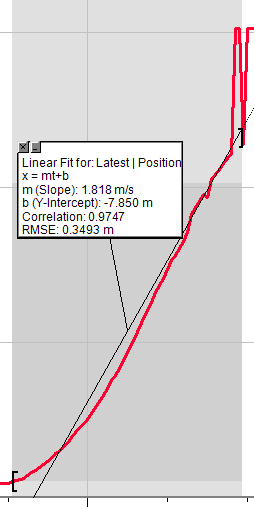 Linear Fit for: Latest | Position
x = mt+b
m (Slope): 1.818 m/s
b (Y-Intercept): -7.850 m
Correlation: 0.9747
RMSE: 0.3493 m